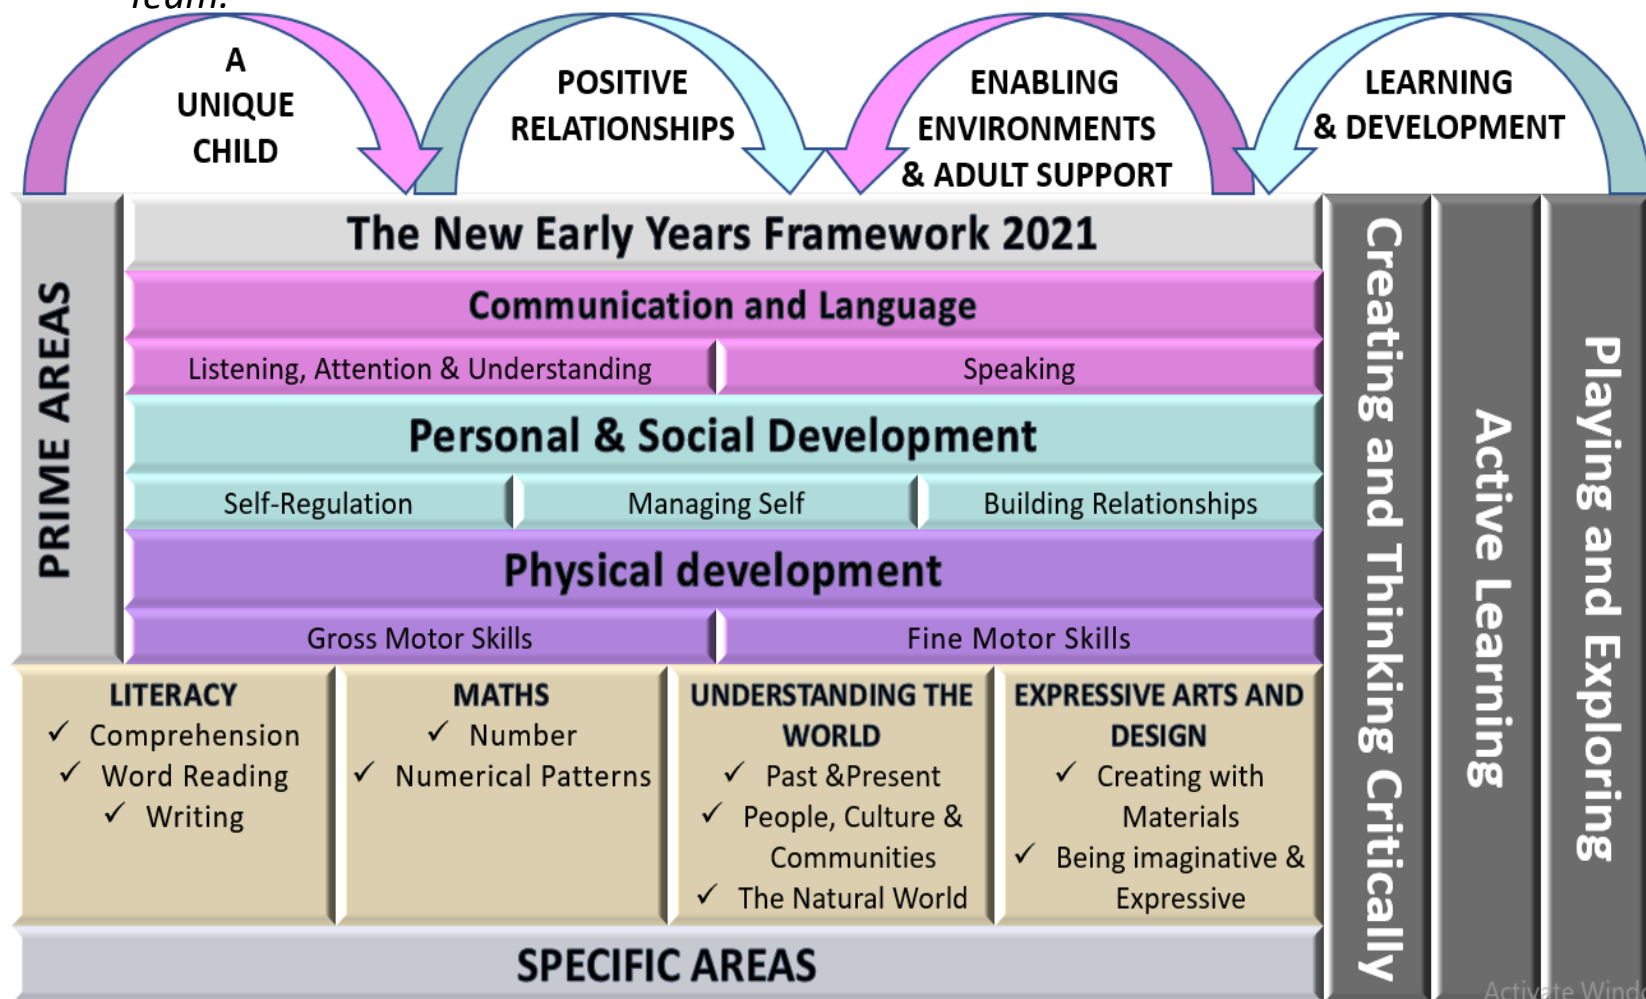 Team.
A
UNIQUE
CHILD
POSITIVE
RELATIONSHIPS
ENABLING
ENVIRONMENTS
& ADULT SUPPORT
LEARNING
& DEVELOPMENT
PRIME AREAS
The New Early Years Framework 2021
Communication and Language
Listening, Attention & Understanding
Speaking
Personal & Social Development
Self-Regulation
Managing Self
Building Relationships
Physical development
Gross Motor Skills
Fine Motor Skills
LITERACY
✓ Comprehension
✓ Word Reading
✓ Writing
MATHS
✓ Number
✓ Numerical Patterns
UNDERSTANDING THE
WORLD
✓ Past &Present
✓ People, Culture &
Communities
✓ The Natural World
EXPRESSIVE ARTS AND
DESIGN
✓ Creating with
Materials
✓ Being imaginative &
Expressive
SPECIFIC AREAS
Creating and Thinking Critically
Active Learning
Playing and Exploring
Activate Windo